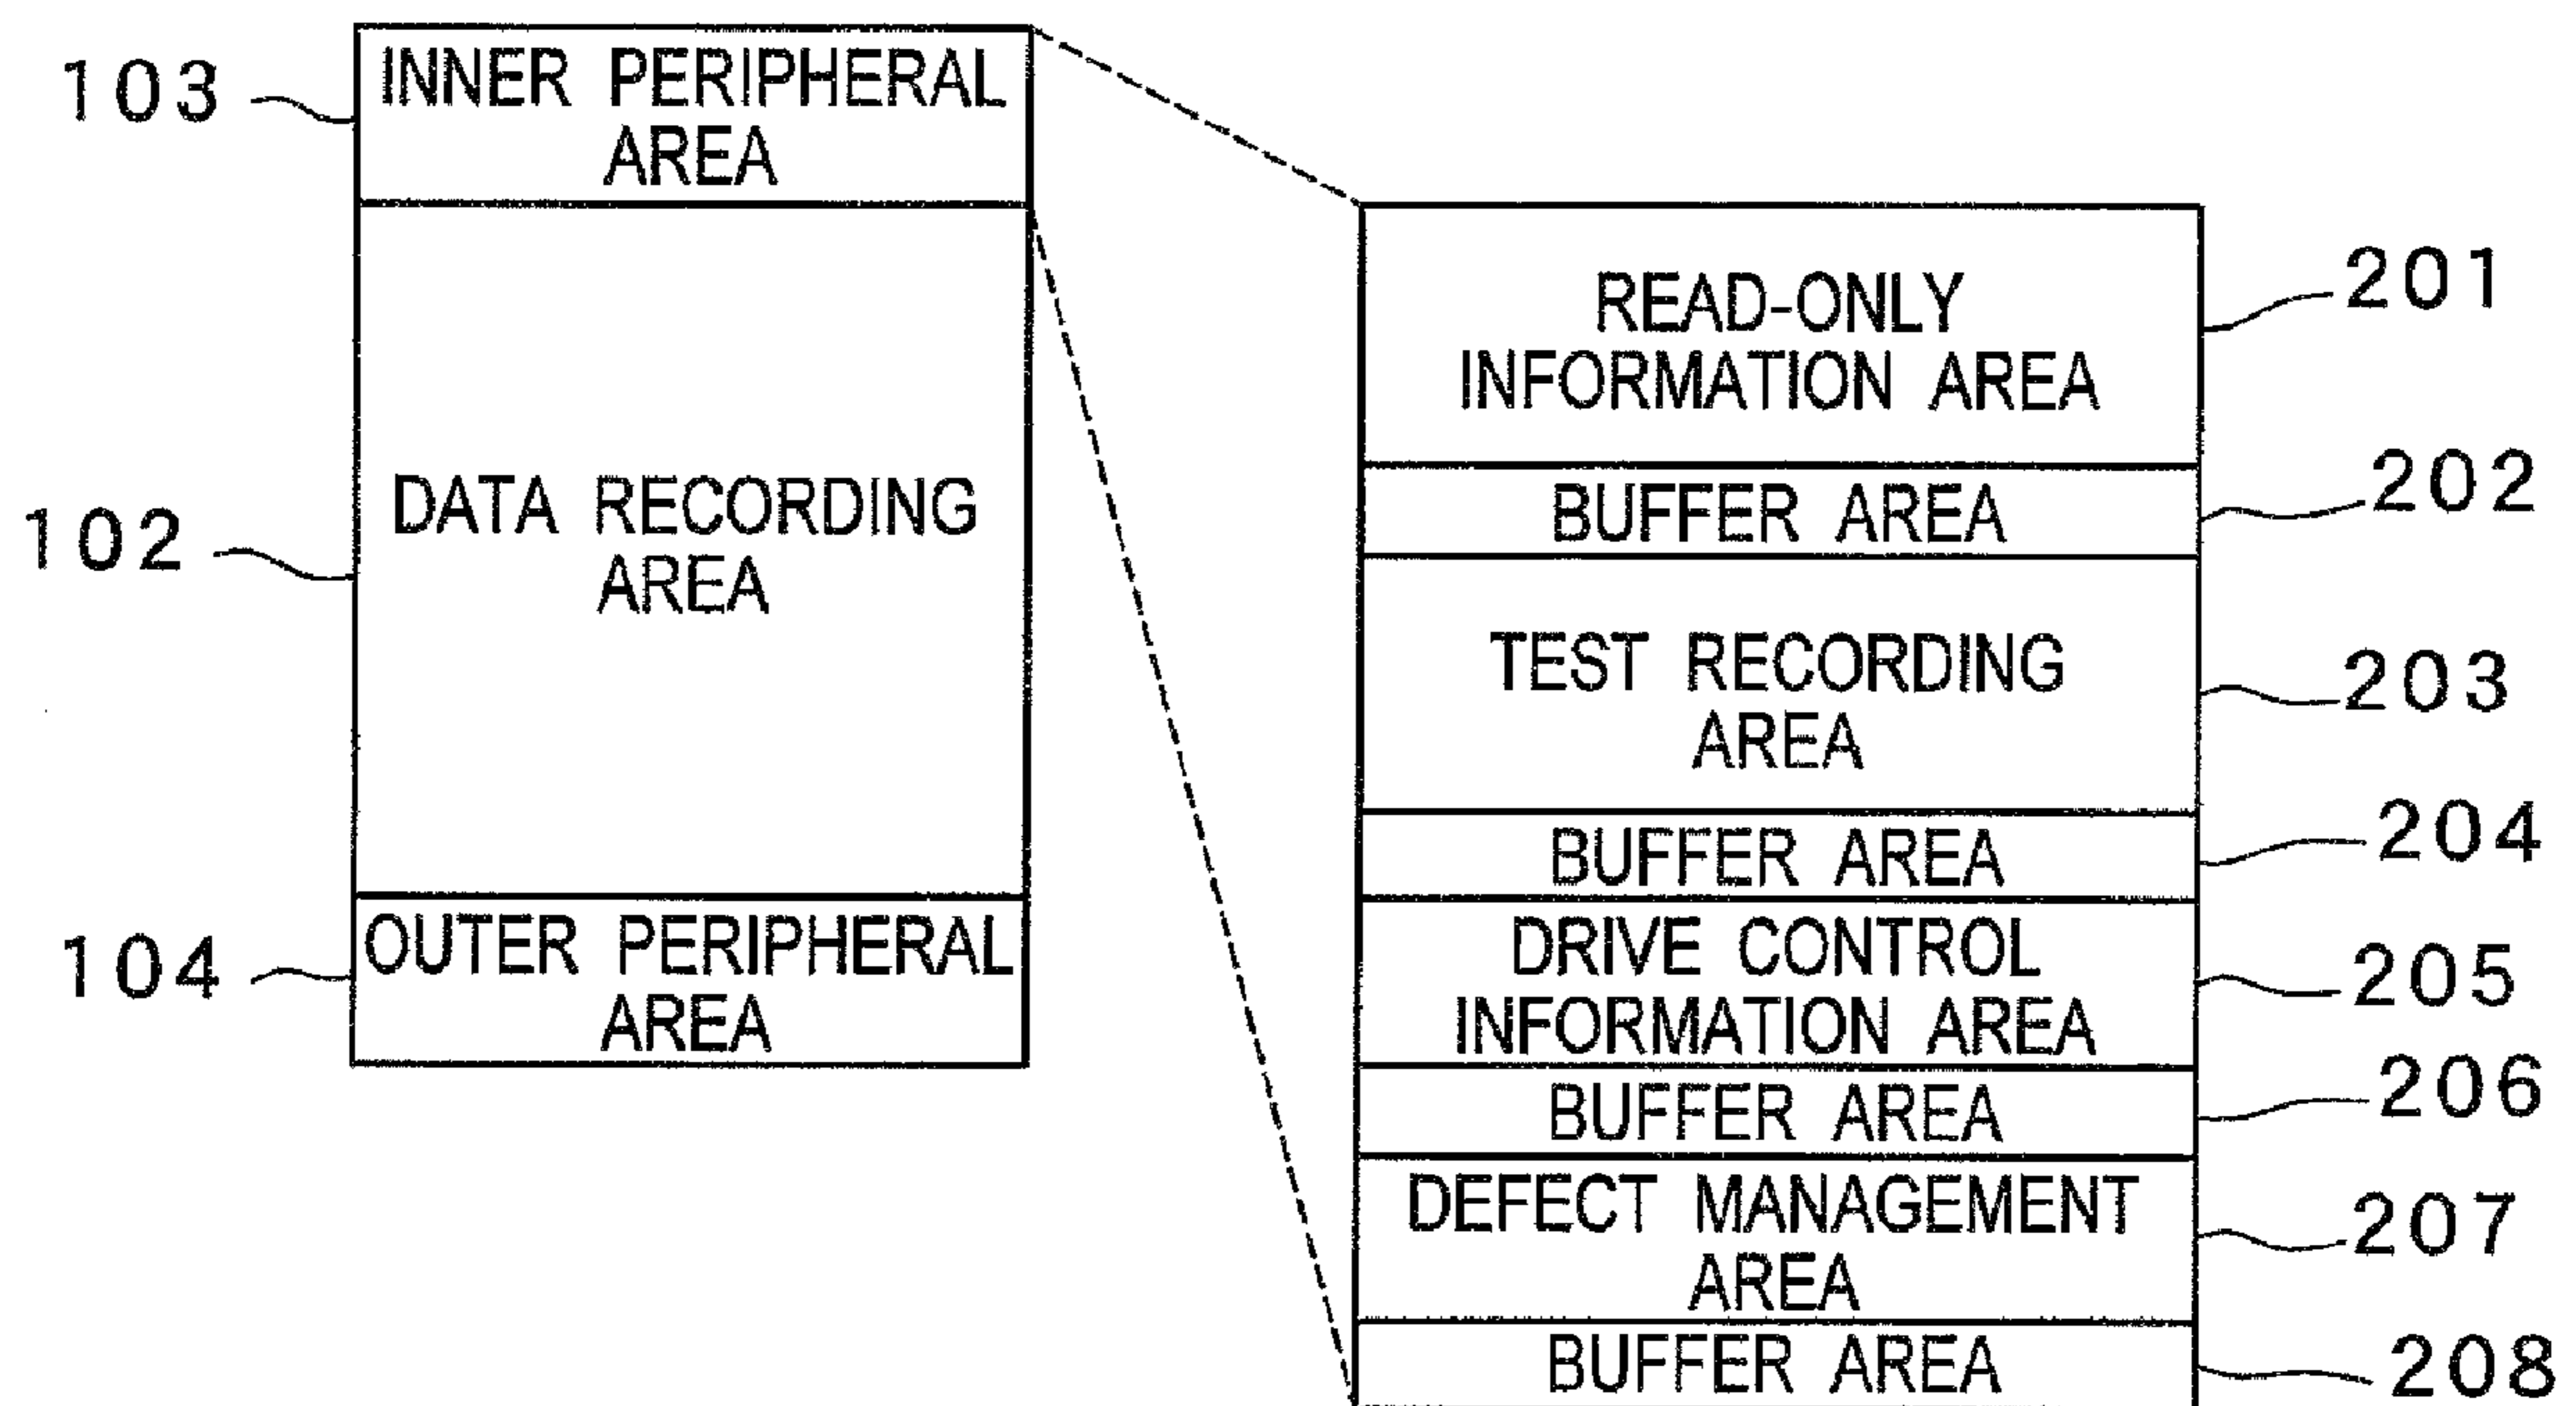 103
INNER PERIPHERAL
AREA
102
DATA RECORDING
AREA
104
OUTER PERIPHERAL
AREA
READ-ONLY
INFORMATION AREA
201
BUFFER AREA
202
TEST RECORDING
AREA
203
BUFFER AREA
204
DRIVE CONTROL
INFORMATION AREA
205
BUFFER AREA
206
DEFECT MANAGEMENT
AREA
207
BUFFER AREA
208